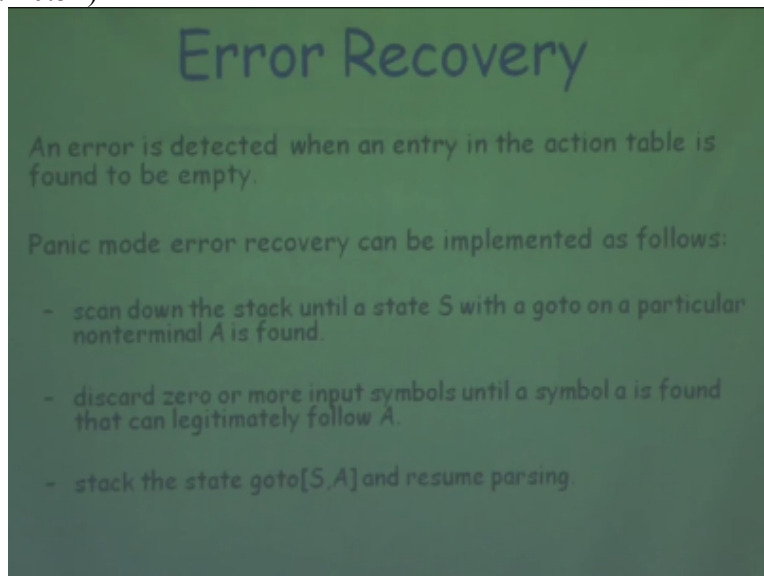 Error Recovery
An error is detected when an entry in the action table is
found to be empty.
Panic mode error recovery can be implemented as follows:
- scan down the stack until a state S with a goto on a particular
nonterminal A is found.
- discard zero or more input symbols until a symbol a is found
that can legitimately follow A.
- stack the state goto[S,A] and resume parsing.